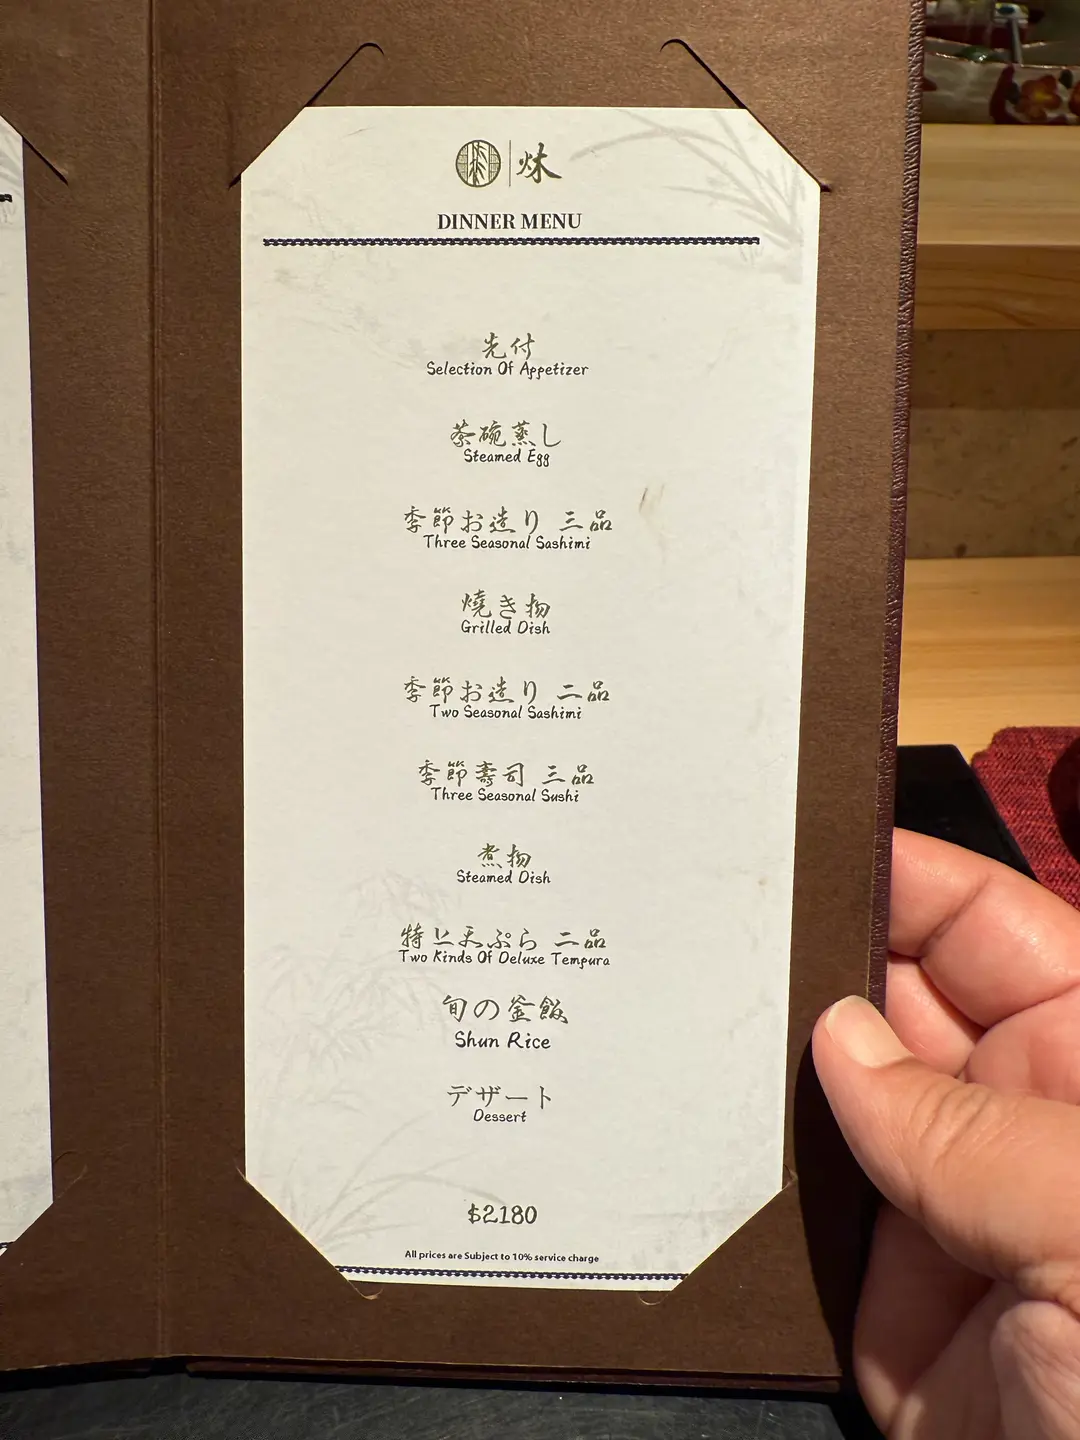 炑
DINNER MENU
先付
Selection Of Appetizer
茶碗蒸し
Steamed Egg
季節お造り 三品
Three Seasonal Sashimi
燒き物
Grilled Dish
季節お造り 二品
Two Seasonal Sashimi
季節壽司 三品
Three Seasonal Sushi
煮物
Steamed Dish
特上天ぷら 二品
Two Kinds Of Deluxe Tempura
旬の釜飯
Shun Rice
デザート
Dessert
$2180
All prices are Subject to 10% service charge